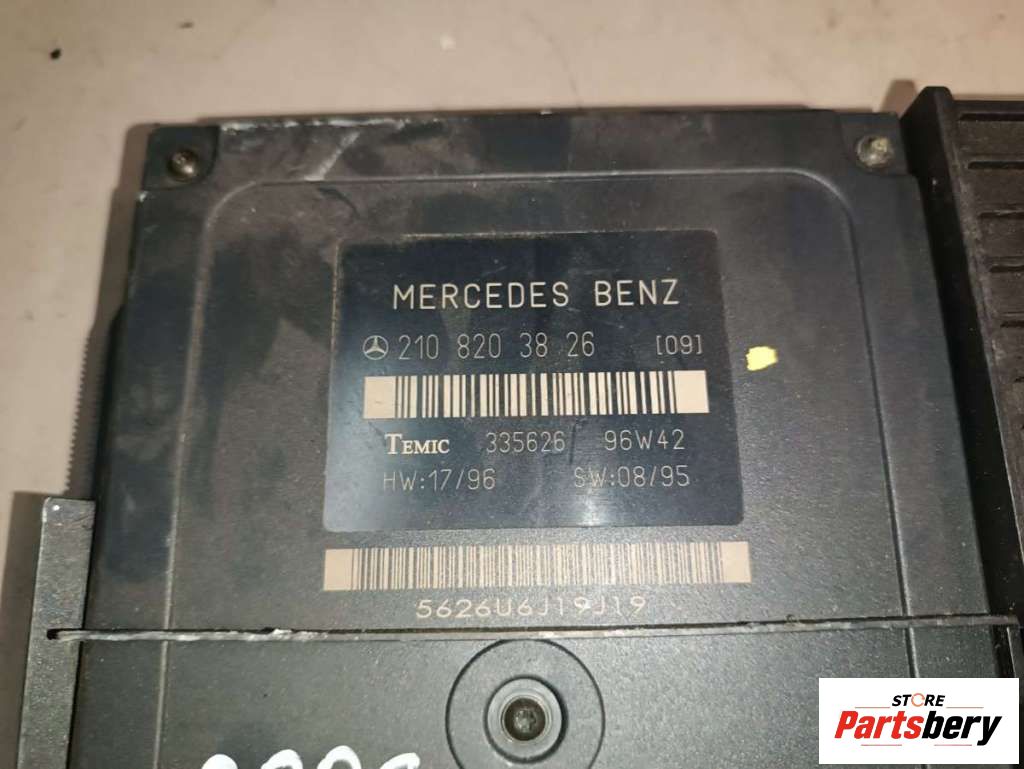 MERCEDES BENZ
210 820 38 26 [09]
TEMIC 335626 96W42
HW:17/96 SW:08/95
5626U6J19J19
STORE
Partsbery